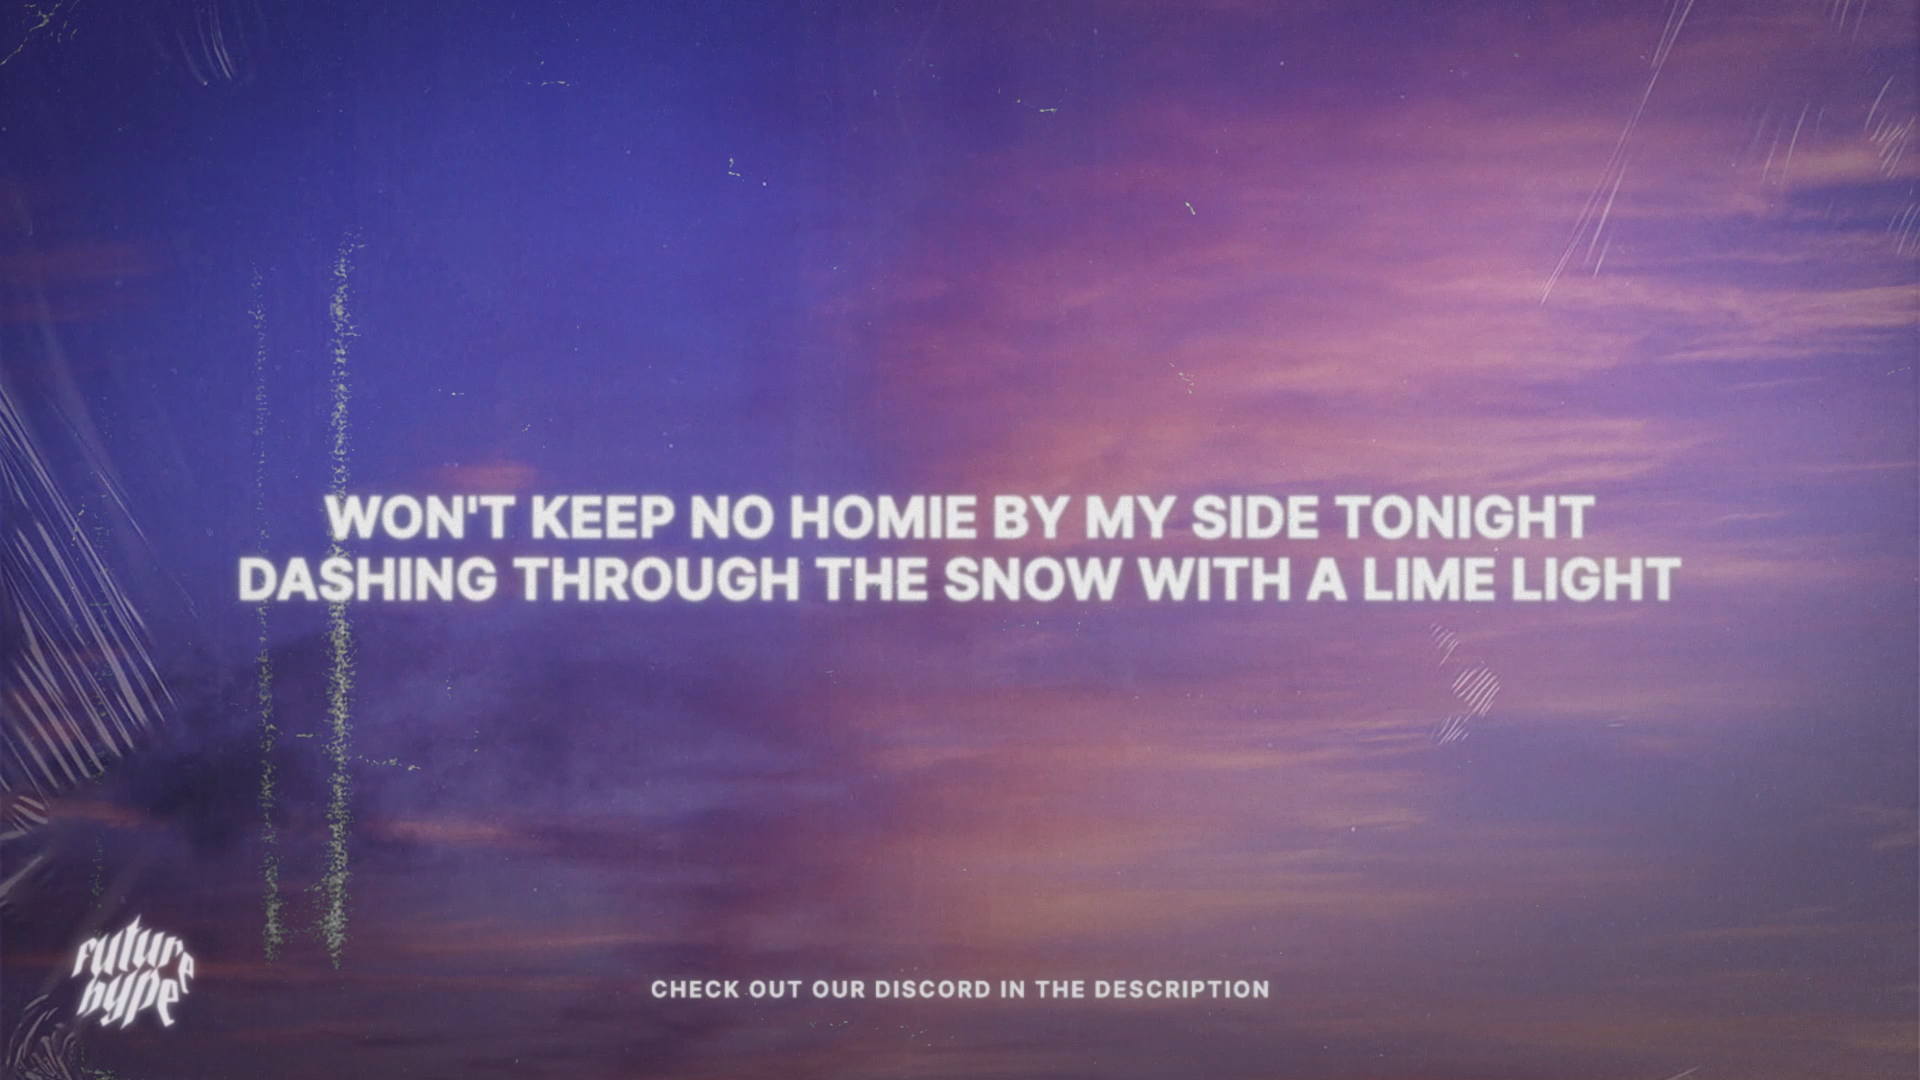 WON'T KEEP NO HOMIE BY MY SIDE TONIGHT
DASHING THROUGH THE SNOW WITH A LIME LIGHT
future
hype
CHECK OUT OUR DISCORD IN THE DESCRIPTION